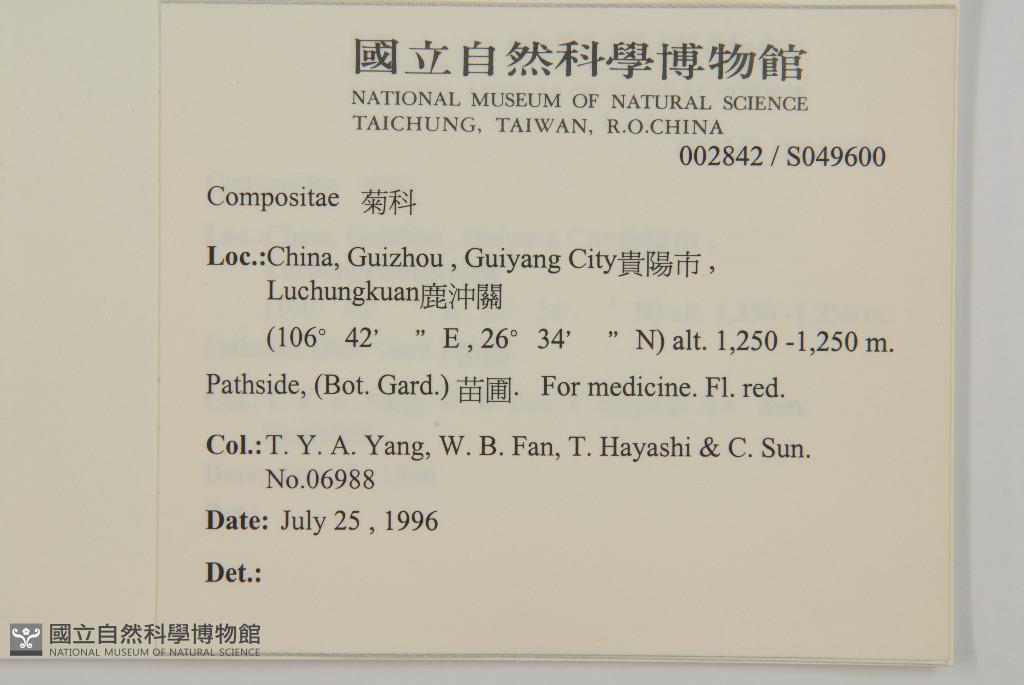 國立自然科學博物館
NATIONAL MUSEUM OF NATURAL SCIENCE
TAICHUNG, TAIWAN, R.O.CHINA
002842 / S049600
Compositae 菊科
Loc.:China, Guizhou , Guiyang City貴陽市 ,
Luchungkuan鹿沖關
(106° 42’ ” E , 26° 34’ ” N) alt. 1,250 -1,250 m.
Pathside, (Bot. Gard.) 苗圃. For medicine. Fl. red.
Col.: T. Y. A. Yang, W. B. Fan, T. Hayashi & C. Sun.
No.06988
Date: July 25 , 1996
Det.:
國立自然科學博物館
NATIONAL MUSEUM OF NATURAL SCIENCE